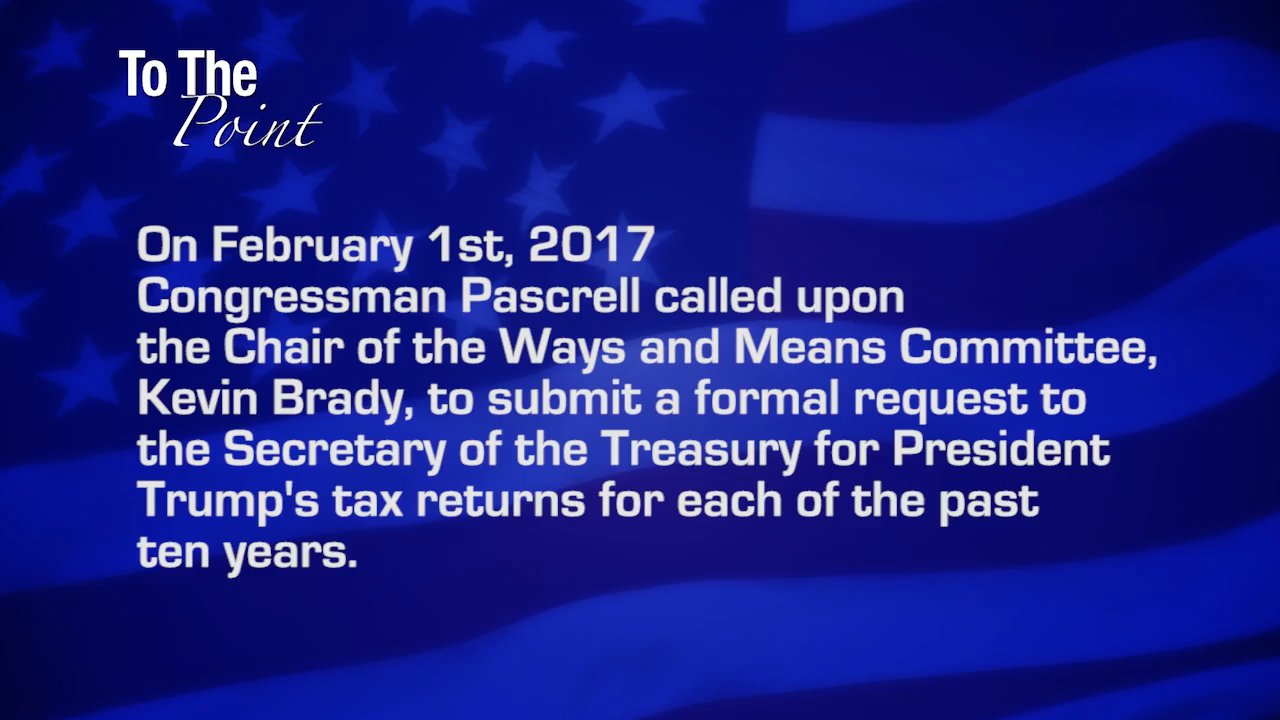 To The
Point
On February 1st, 2017
Congressman Pascrell called upon
the Chair of the Ways and Means Committee,
Kevin Brady, to submit a formal request to
the Secretary of the Treasury for President
Trump's tax returns for each of the past
ten years.